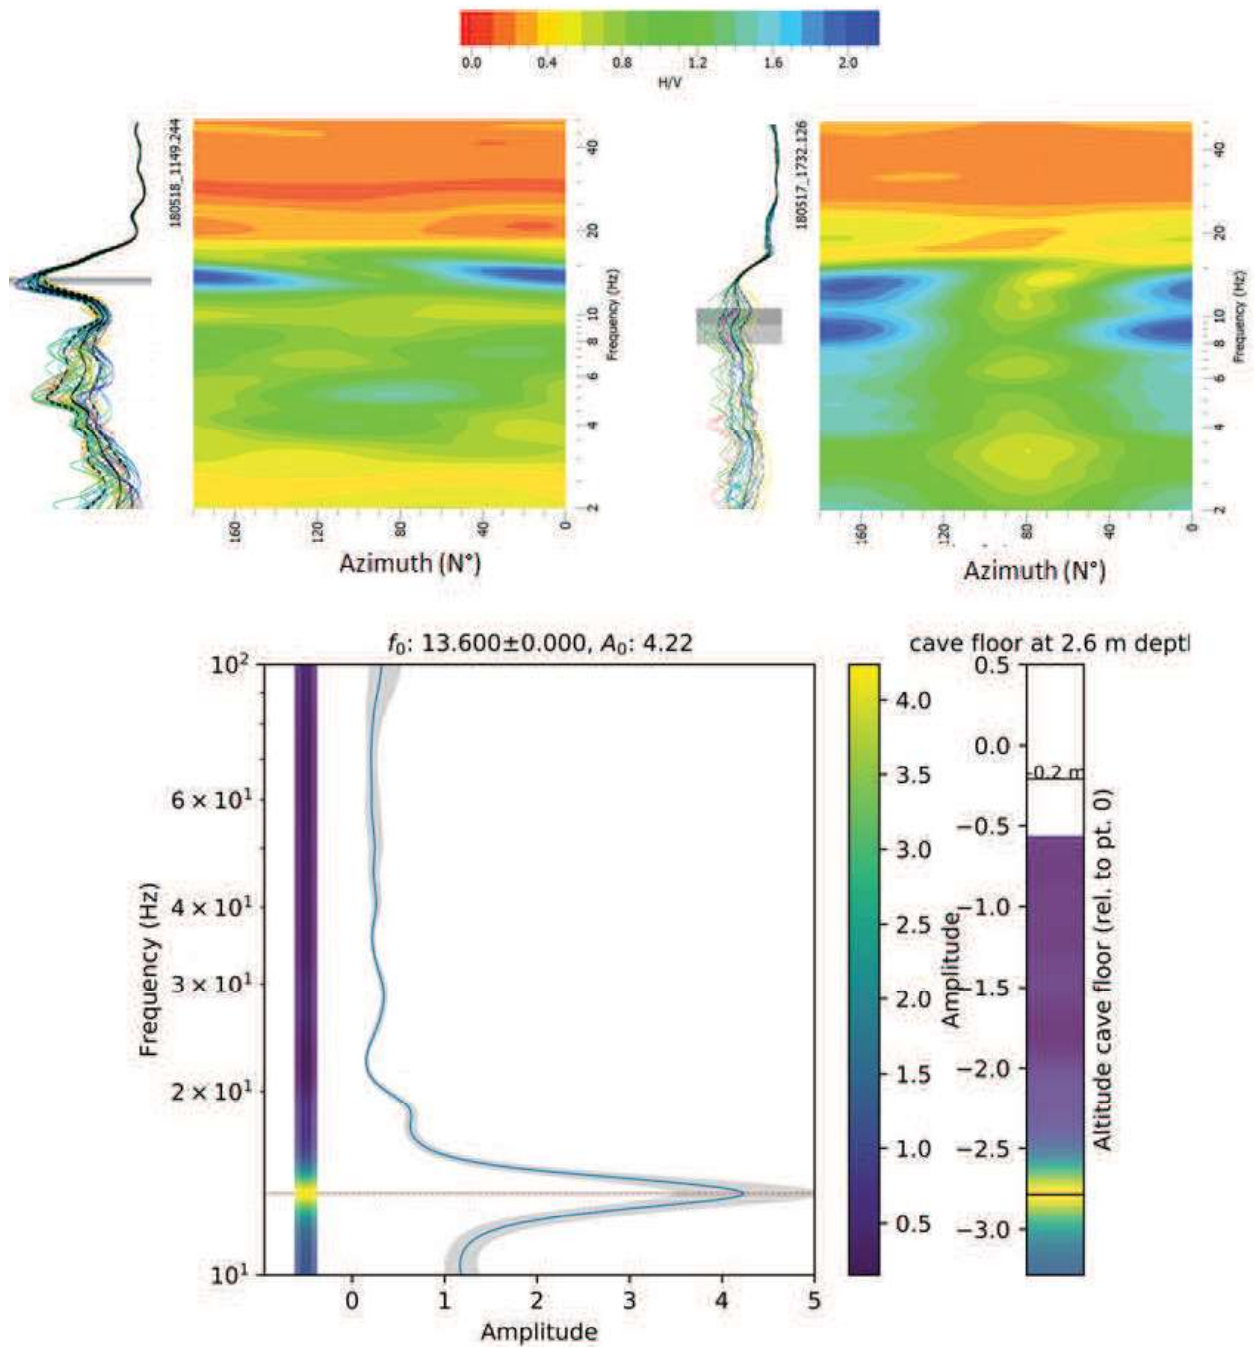 0.0 0.4 0.8 1.2 1.6 2.0
H/V
180518_1149.244
40
20
10
8
6
4
2
Frequency (Hz)
160 120 80 40 0
Azimuth (N°)
180517_1732.126
40
20
10
8
6
4
2
Frequency (Hz)
160 120 80 40 0
Azimuth (N°)
f₀: 13.600±0.000, A₀: 4.22
cave floor at 2.6 m deptl
10²
6 × 10¹
4 × 10¹
3 × 10¹
2 × 10¹
10¹
Frequency (Hz)
0 1 2 3 4 5
Amplitude
4.0
3.5
3.0
2.5
2.0
1.5
1.0
0.5
Amplitude
0.5
0.0
−0.5
−1.0
−1.5
−2.0
−2.5
−3.0
-0.2 m
Altitude cave floor (rel. to pt. 0)